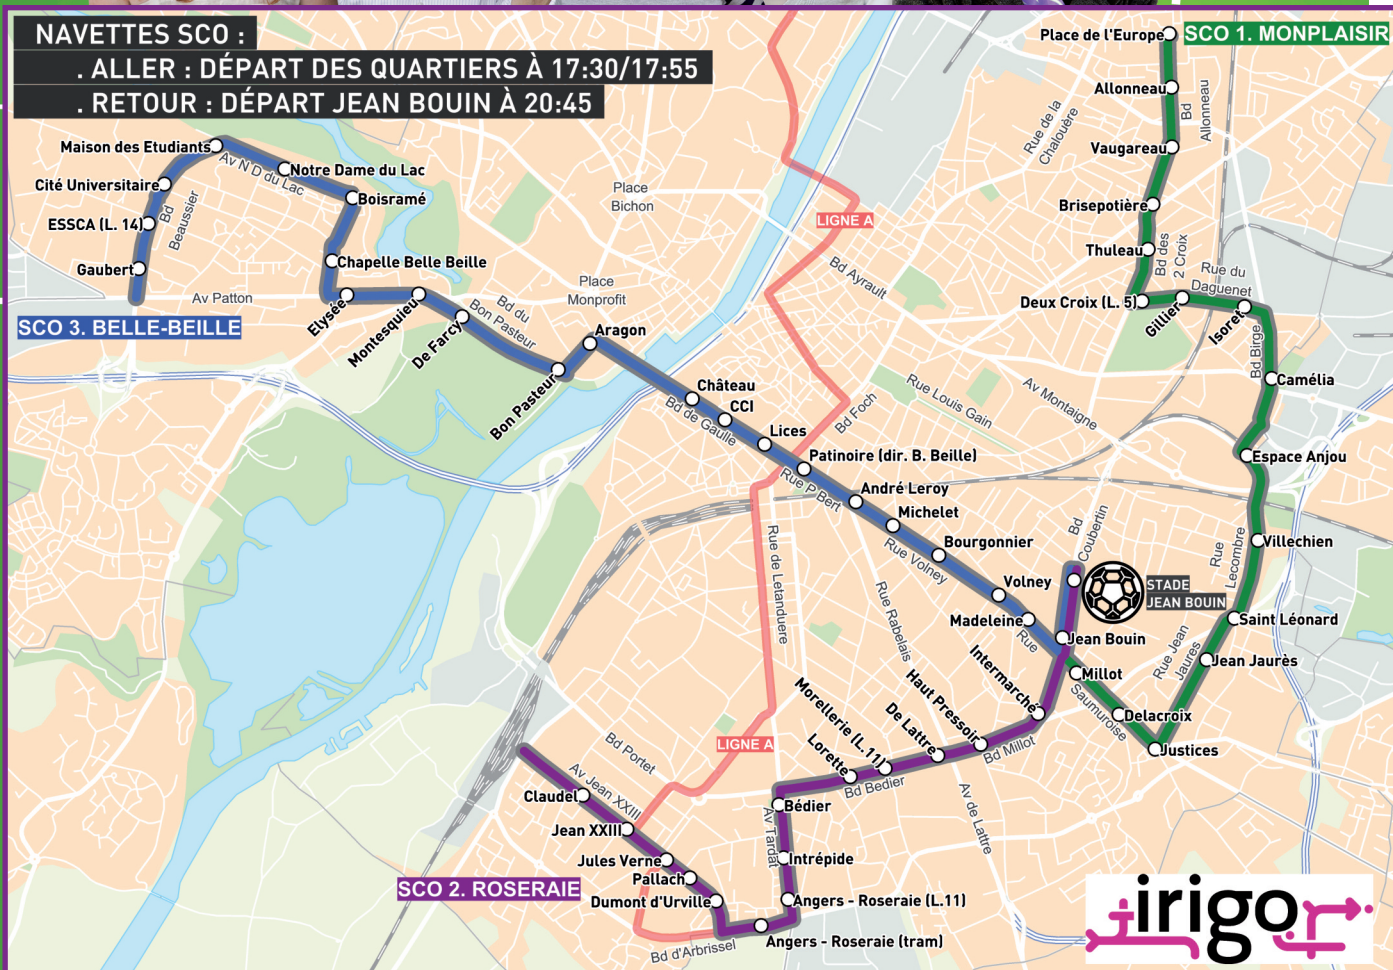 NAVETTES SCO :
. ALLER : DÉPART DES QUARTIERS À 17:30/17:55
. RETOUR : DÉPART JEAN BOUIN À 20:45
Place de l'Europe
SCO 1. MONPLAISIR
Allonneau
Bd
Allonneau
Rue de la
Chalouère
Vaugareau
Brisepotière
Thuleau
Bd des
2 Croix
Rue du
Daguenet
Deux Croix (L. 5)
Gillier
Isoret
Bd Birge
Camélia
Espace Anjou
Villechien
Rue
Lecombre
Saint Léonard
Rue Jean
Jaures
Jean Jaurès
Justices
Delacroix
Millot
Saumuroise
Maison des Etudiants
Av N D du Lac
Notre Dame du Lac
Cité Universitaire
Boisramé
ESSCA (L. 14)
Bd
Beaussier
Gaubert
Chapelle Belle Beille
Av Patton
SCO 3. BELLE-BEILLE
Elysée
Montesquieu
De Farcy
Bd du
Bon Pasteur
Bon Pasteur
Place
Bichon
Place
Monprofit
Aragon
LIGNE A
Bd Ayrault
Château
CCI
Bd de Gaulle
Lices
Bd Foch
Rue Louis Gain
Av Montaigne
Patinoire (dir. B. Beille)
Rue P Bert
André Leroy
Michelet
Bourgonnier
Rue Volney
Volney
Madeleine
Rue
Bd
Coubertin
STADE
JEAN BOUIN
Jean Bouin
Rue de Letanduere
Rue Rabelais
Intermarché
Haut Pressoir
De Lattre
Morellerie (L.11)
Lorette
Bd Millot
Bd Bedier
Av de Lattre
LIGNE A
Bd Portet
Av Jean XXIII
Claudel
Jean XXIII
Jules Verne
Pallach
Dumont d'Urville
SCO 2. ROSERAIE
Bédier
Av Tardat
Intrépide
Angers - Roseraie (L.11)
Angers - Roseraie (tram)
Bd d'Arbrissel
irigo